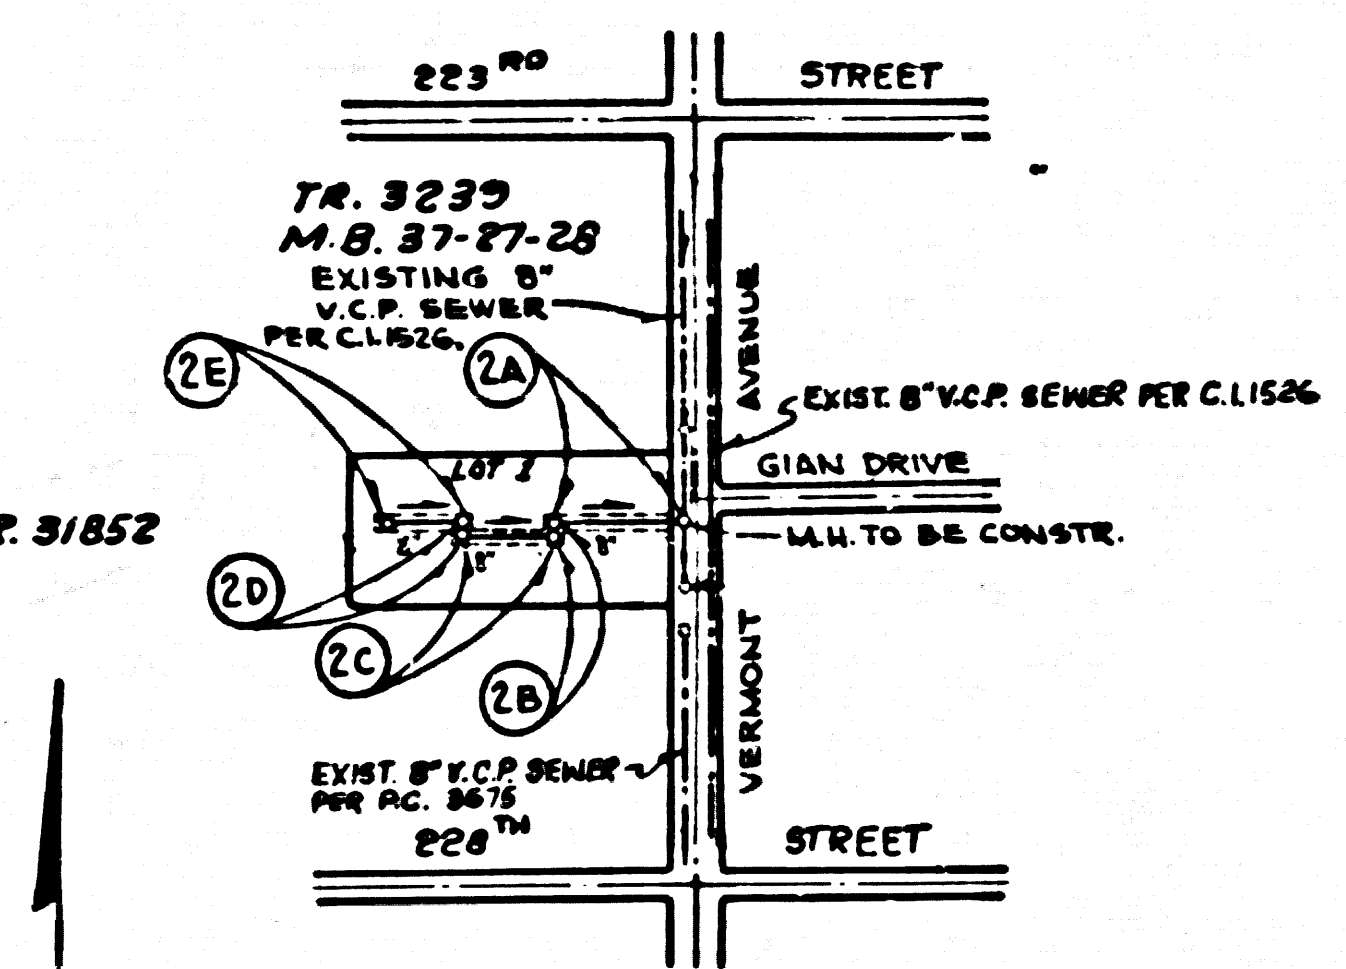 223RD STREET
TR. 3239
M.B. 37-27-28
EXISTING 8"
V.C.P. SEWER
PER C.I. 1526.
2E
2A
AVENUE
EXIST. 8" V.C.P. SEWER PER C.I. 1526
LOT 1
GIAN DRIVE
31852
M.H. TO BE CONSTR.
8"
8"
2D
2C
2B
VERMONT
EXIST. 8" V.C.P. SEWER
PER P.C. 3675
228TH STREET